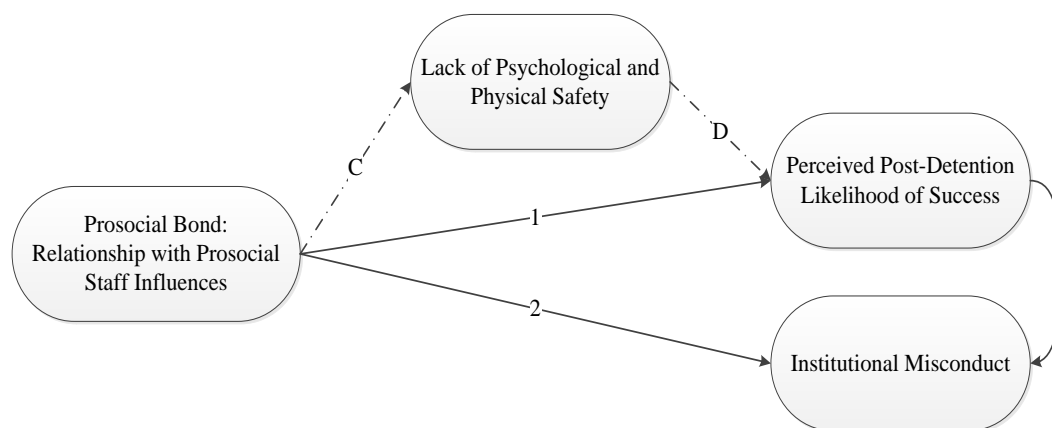 Lack of Psychological and
Physical Safety
C
D
Perceived Post-Detention
Likelihood of Success
1
Prosocial Bond:
Relationship with Prosocial
Staff Influences
2
Institutional Misconduct